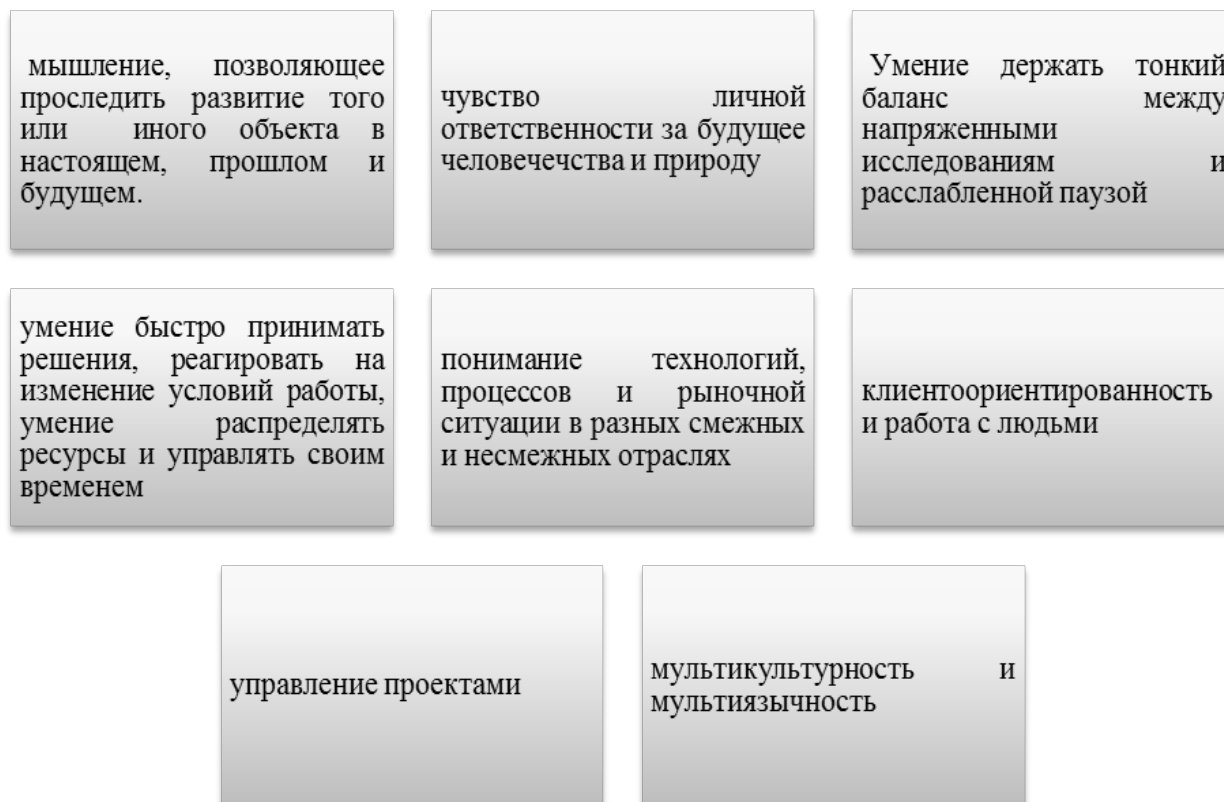 мышление, позволяющее
проследить развитие того
или иного объекта в
настоящем, прошлом и
будущем.
чувство личной
ответственности за будущее
человечечства и природу
Умение держать тонкий
баланс между
напряженными
исследованиям и
расслабленной паузой
умение быстро принимать
решения, реагировать на
изменение условий работы,
умение распределять
ресурсы и управлять своим
временем
понимание технологий,
процессов и рыночной
ситуации в разных смежных
и несмежных отраслях
клиентоориентированность
и работа с людьми
управление проектами
мультикультурность и
мультиязычность